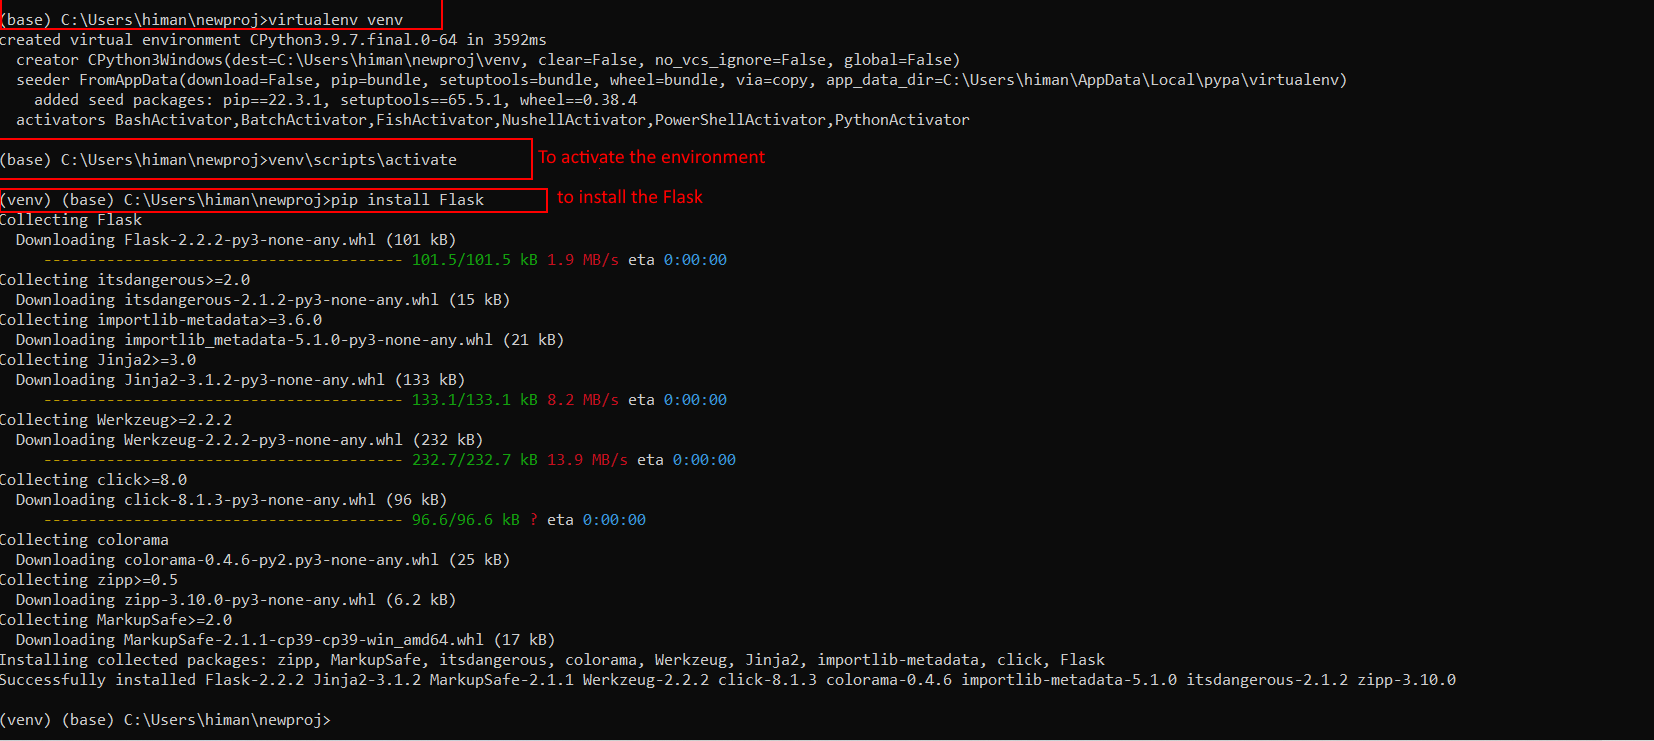 (base) C:\Users\himan\newproj>virtualenv venv
created virtual environment CPython3.9.7.final.0-64 in 3592ms
  creator CPython3Windows(dest=C:\Users\himan\newproj\venv, clear=False, no_vcs_ignore=False, global=False)
  seeder FromAppData(download=False, pip=bundle, setuptools=bundle, wheel=bundle, via=copy, app_data_dir=C:\Users\himan\AppData\Local\pypa\virtualenv)
    added seed packages: pip==22.3.1, setuptools==65.5.1, wheel==0.38.4
  activators BashActivator,BatchActivator,FishActivator,NushellActivator,PowerShellActivator,PythonActivator
(base) C:\Users\himan\newproj>venv\scripts\activate To activate the environment
(venv) (base) C:\Users\himan\newproj>pip install Flask to install the Flask
Collecting Flask
  Downloading Flask-2.2.2-py3-none-any.whl (101 kB)
     ---------------------------------------- 101.5/101.5 kB 1.9 MB/s eta 0:00:00
Collecting itsdangerous>=2.0
  Downloading itsdangerous-2.1.2-py3-none-any.whl (15 kB)
Collecting importlib-metadata>=3.6.0
  Downloading importlib_metadata-5.1.0-py3-none-any.whl (21 kB)
Collecting Jinja2>=3.0
  Downloading Jinja2-3.1.2-py3-none-any.whl (133 kB)
     ---------------------------------------- 133.1/133.1 kB 8.2 MB/s eta 0:00:00
Collecting Werkzeug>=2.2.2
  Downloading Werkzeug-2.2.2-py3-none-any.whl (232 kB)
     ---------------------------------------- 232.7/232.7 kB 13.9 MB/s eta 0:00:00
Collecting click>=8.0
  Downloading click-8.1.3-py3-none-any.whl (96 kB)
     ---------------------------------------- 96.6/96.6 kB ? eta 0:00:00
Collecting colorama
  Downloading colorama-0.4.6-py2.py3-none-any.whl (25 kB)
Collecting zipp>=0.5
  Downloading zipp-3.10.0-py3-none-any.whl (6.2 kB)
Collecting MarkupSafe>=2.0
  Downloading MarkupSafe-2.1.1-cp39-cp39-win_amd64.whl (17 kB)
Installing collected packages: zipp, MarkupSafe, itsdangerous, colorama, Werkzeug, Jinja2, importlib-metadata, click, Flask
Successfully installed Flask-2.2.2 Jinja2-3.1.2 MarkupSafe-2.1.1 Werkzeug-2.2.2 click-8.1.3 colorama-0.4.6 importlib-metadata-5.1.0 itsdangerous-2.1.2 zipp-3.10.0
(venv) (base) C:\Users\himan\newproj>